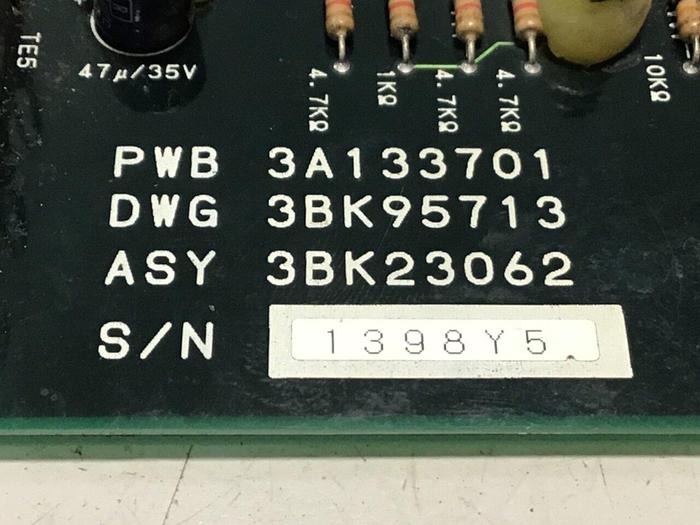 TE5
47μ/35V
4.7KΩ
1KΩ
4.7KΩ
4.7KΩ
10KΩ
PWB 3A133701
DWG 3BK95713
ASY 3BK23062
S/N 1398Y5